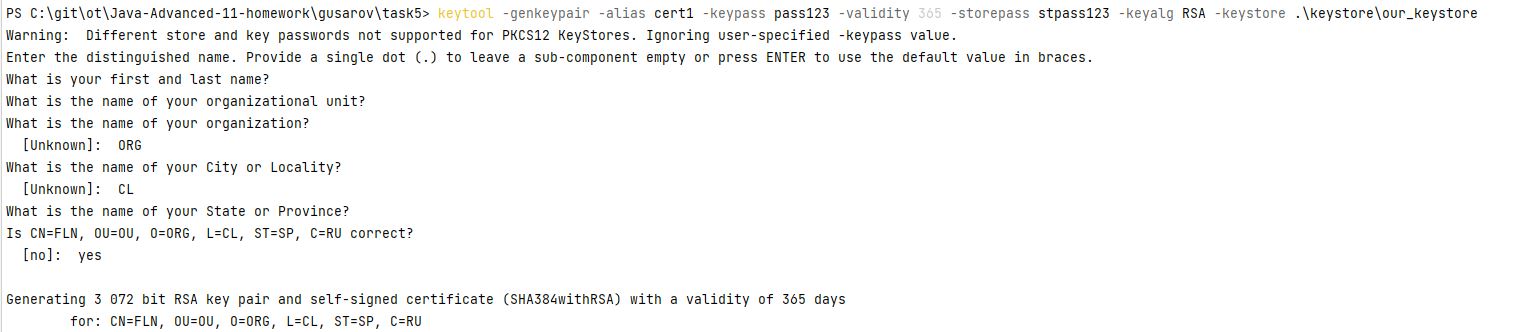 PS C:\git\ot\Java-Advanced-11-homework\gusarov\task5> keytool -genkeypair -alias cert1 -keypass pass123 -validity 365 -storepass stpass123 -keyalg RSA -keystore .\keystore\our_keystore
Warning:  Different store and key passwords not supported for PKCS12 KeyStores. Ignoring user-specified -keypass value.
Enter the distinguished name. Provide a single dot (.) to leave a sub-component empty or press ENTER to use the default value in braces.
What is your first and last name?
What is the name of your organizational unit?
What is the name of your organization?
  [Unknown]:  ORG
What is the name of your City or Locality?
  [Unknown]:  CL
What is the name of your State or Province?
Is CN=FLN, OU=OU, O=ORG, L=CL, ST=SP, C=RU correct?
  [no]:  yes

Generating 3 072 bit RSA key pair and self-signed certificate (SHA384withRSA) with a validity of 365 days
        for: CN=FLN, OU=OU, O=ORG, L=CL, ST=SP, C=RU